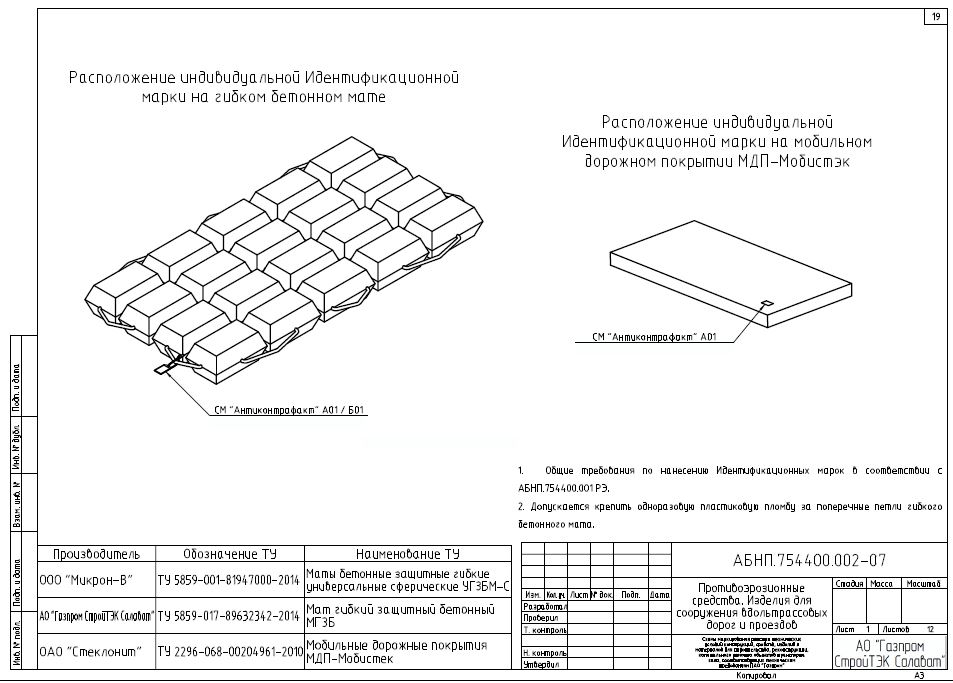 19
Расположение индивидуальной Идентификационной
марки на гибком бетонном мате
Расположение индивидуальной
Идентификационной марки на мобильном
дорожном покрытии МДП-Мобистэк
СМ "Антиконтрафакт" А01
СМ "Антиконтрафакт" А01 / Б01
1. Общие требования по нанесению Идентификационных марок в соответствии с
АБНП.754400.001 РЭ.
2. Допускается крепить одноразовую пластиковую пломбу за поперечные петли гибкого
бетонного мата.
Производитель
Обозначение ТУ
Наименование ТУ
ООО "Микрон-В"
ТУ 5859-001-81947000-2014
Маты бетонные защитные гибкие
универсальные сферические УГЗБМ-С
АО "Газпром СтройТЭК Салават"
ТУ 5859-017-89632342-2014
Мат гибкий защитный бетонный
МГЗБ
ОАО "Стеклонит"
ТУ 2296-068-00204961-2010
Мобильные дорожные покрытия
МДП-Мобистек
АБНП.754400.002-07
Изм.
Кол.уч.
Лист
№ док.
Подп.
Дата
Разработал
Проверил
Т. контроль
Н. контроль
Утвердил
Противоэрозионные
средства. Изделия для
сооружения вдольтрассовых
дорог и проездов
Стадия
Масса
Масштаб
Лист 1
Листов 12
АО "Газпром
СтройТЭК Салават"
Копировал
А3
Подп. и дата
Инв. № дубл.
Взам. инв. №
Подп. и дата
Инв. № подл.